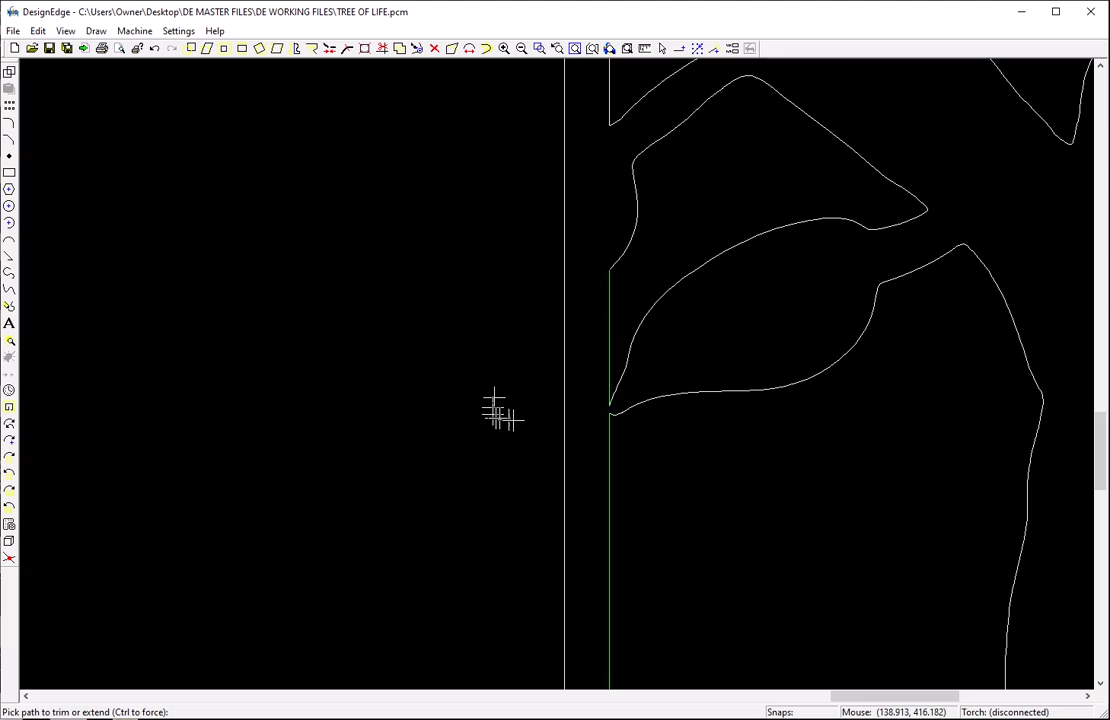 DesignEdge - C:\Users\Owner\Desktop\DE MASTER FILES\DE WORKING FILES\TREE OF LIFE.pcm
File Edit View Draw Machine Settings Help
A
Pick path to trim or extend (Ctrl to force): Snaps: Mouse: (138.913, 416.182) Torch: (disconnected)